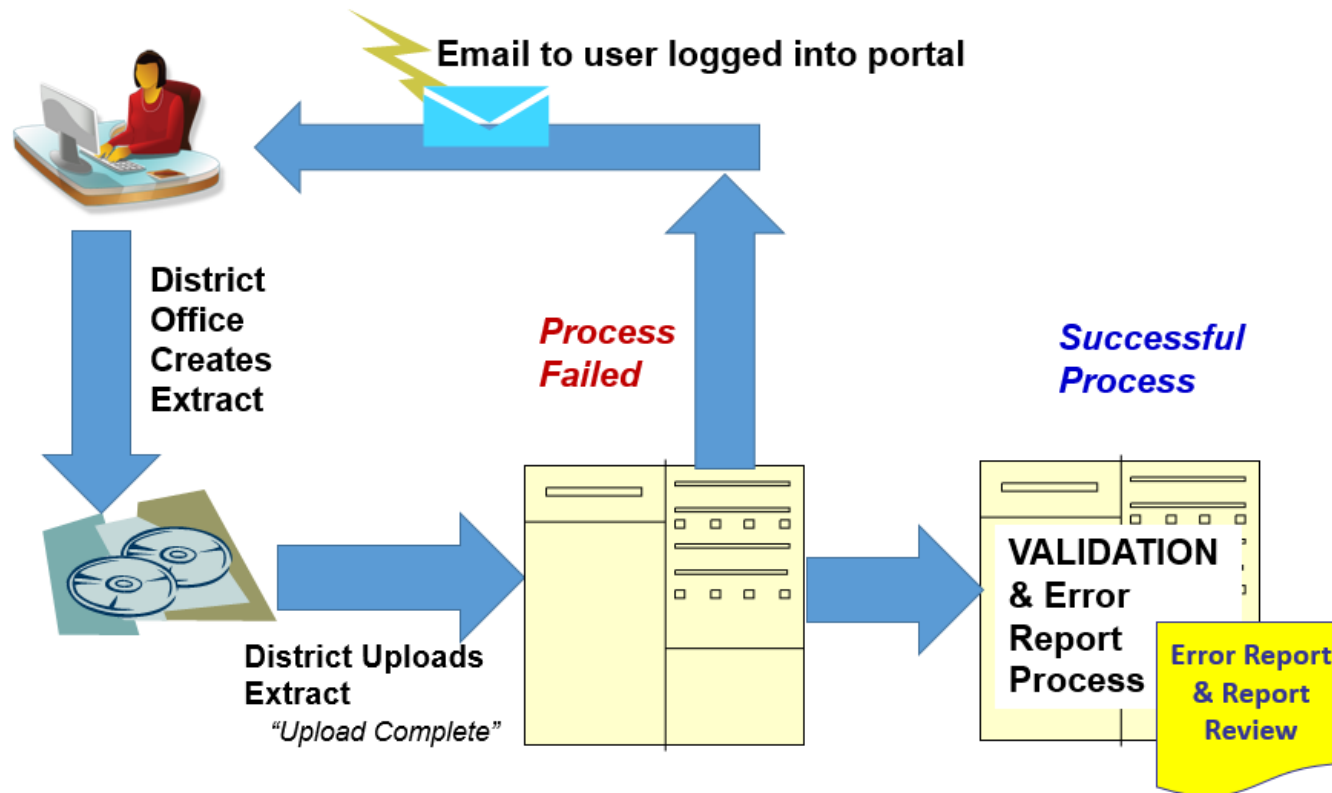 Email to user logged into portal
District
Office
Creates
Extract
Process
Failed
Successful
Process
District Uploads
Extract
“Upload Complete”
VALIDATION
& Error
Report
Process
Error Report
& Report
Review